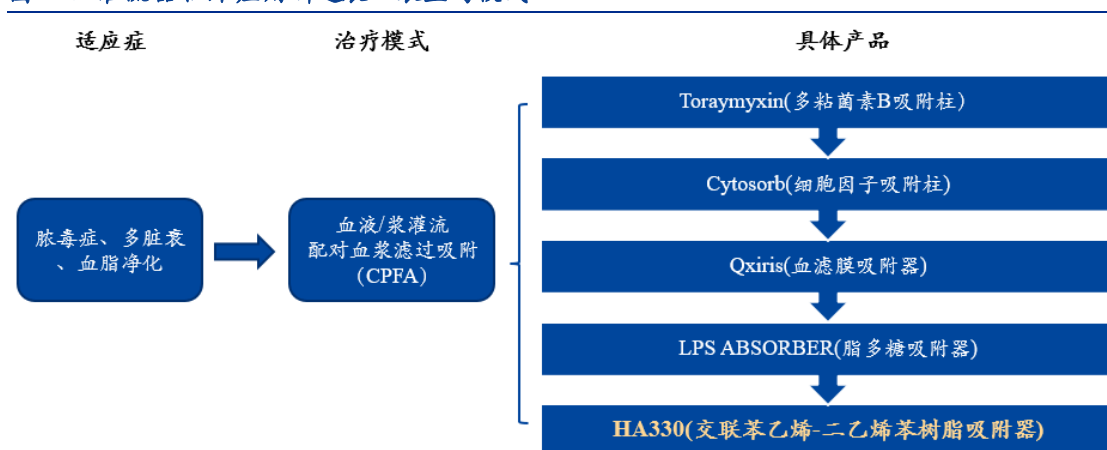 适应症
治疗模式
具体产品
脓毒症、多脏衰
、血脂净化
血液/浆灌流
配对血浆滤过吸附
（CPFA）
Toraymyxin(多粘菌素B吸附柱）
Cytosorb(细胞因子吸附柱)
Qxiris(血滤膜吸附器)
LPS ABSORBER(脂多糖吸附器)
HA330(交联苯乙烯-二乙烯苯树脂吸附器)